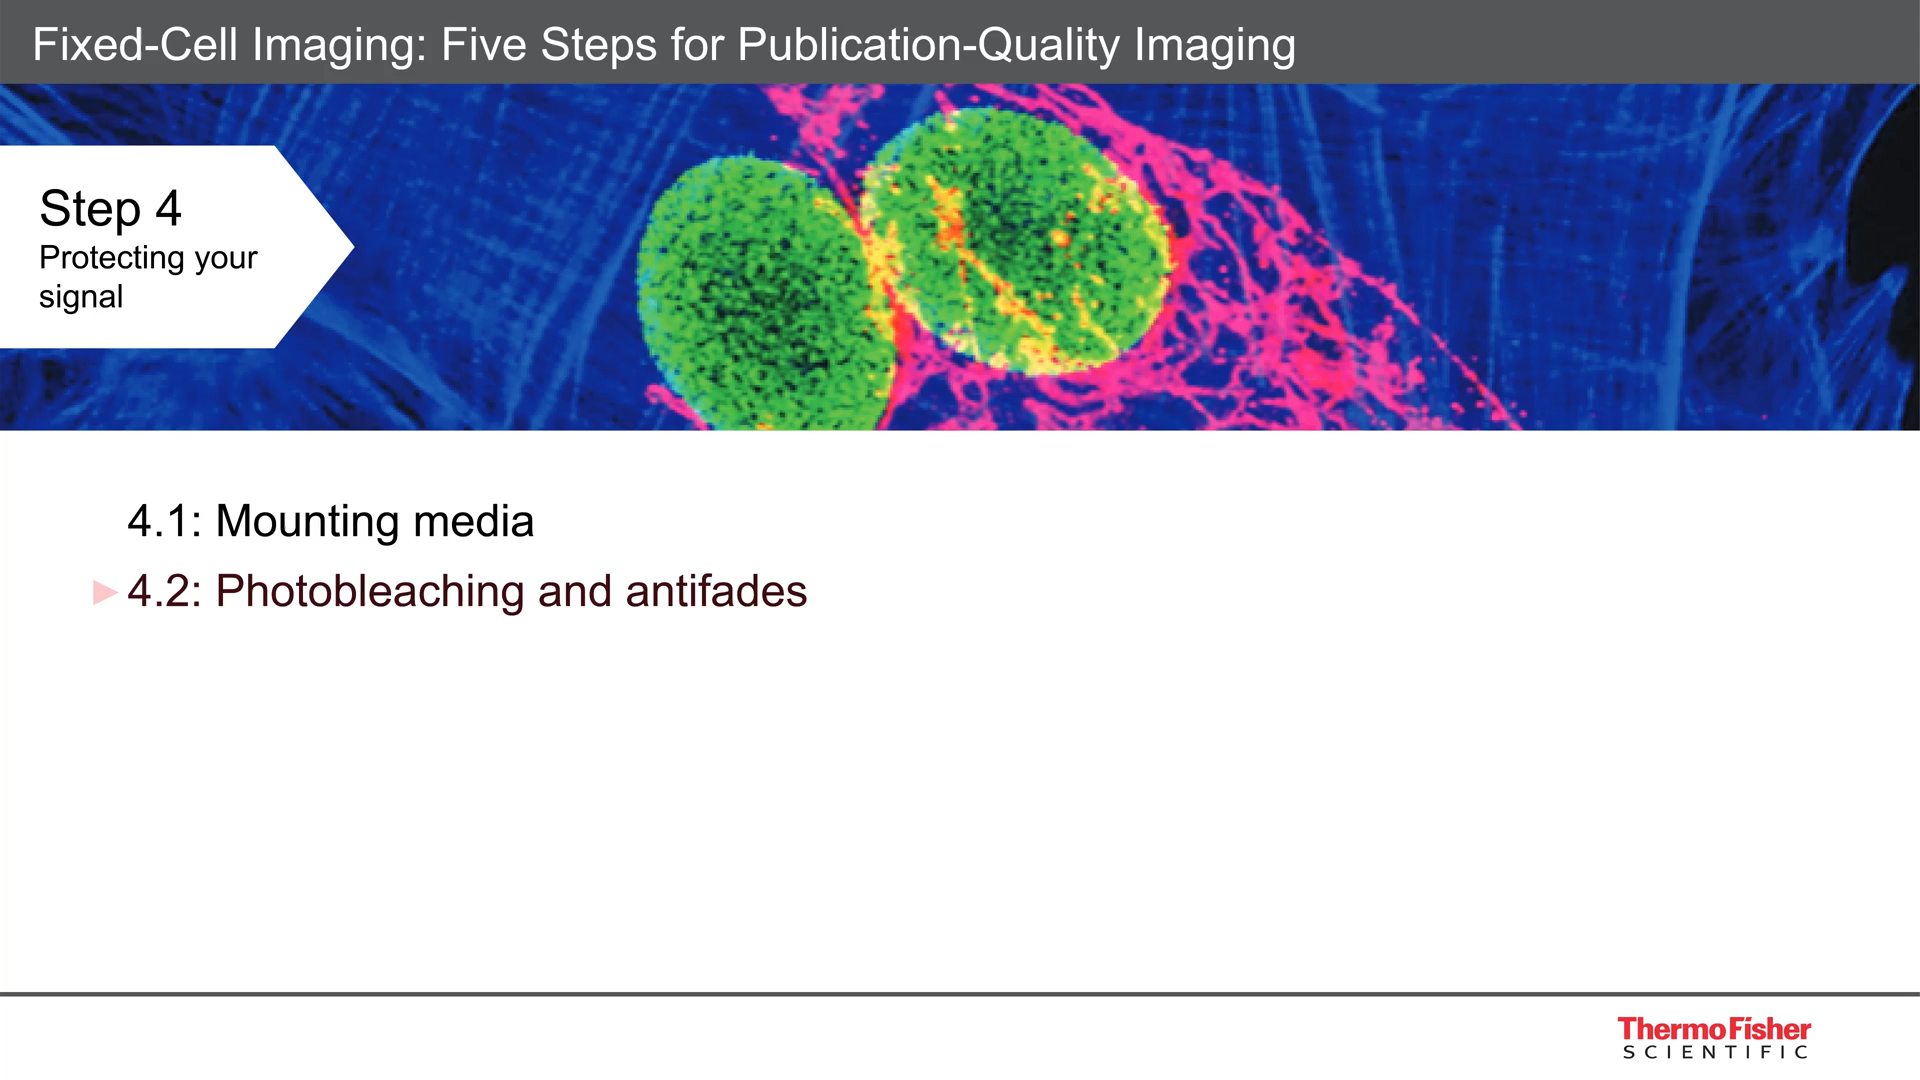 Fixed-Cell Imaging: Five Steps for Publication-Quality Imaging
Step 4
Protecting your
signal
4.1: Mounting media
4.2: Photobleaching and antifades
ThermoFisher
SCIENTIFIC